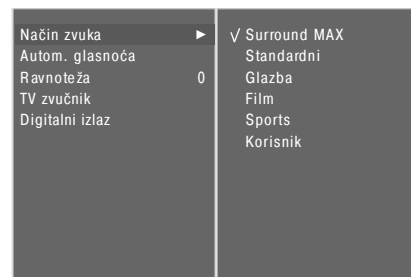 Način zvuka ►
Autom. glasnoća
Ravnoteža 0
TV zvučnik
Digitalni izlaz
√ Surround MAX
Standardni
Glazba
Film
Sports
Korisnik